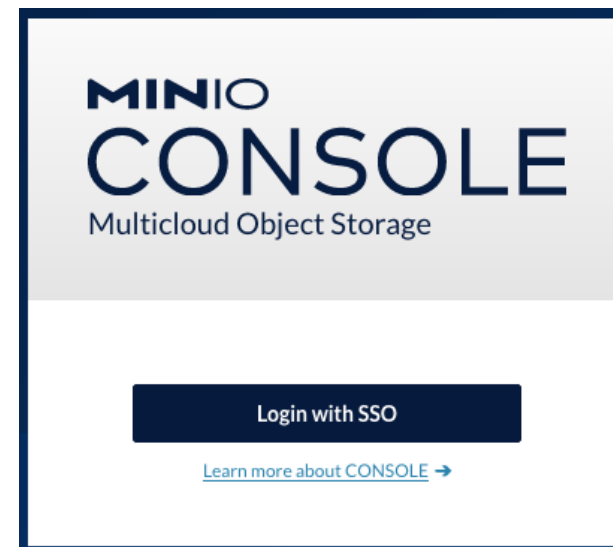 MINIO
CONSOLE
Multicloud Object Storage
Login with SSO
Learn more about CONSOLE ➔